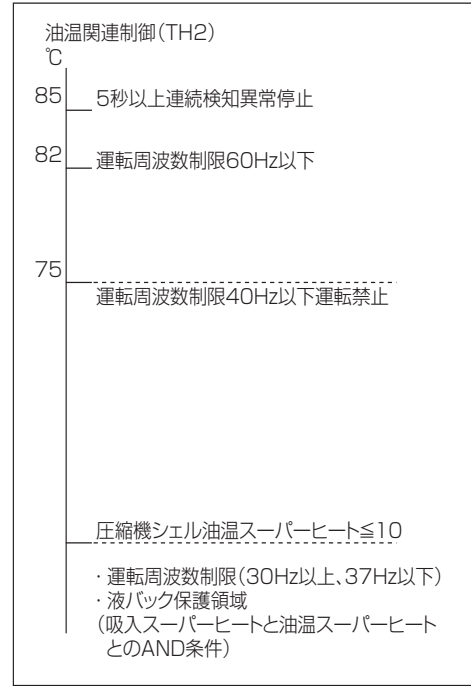 油温関連制御(TH2)
℃
85 5秒以上連続検知異常停止
82 運転周波数制限60Hz以下
75
運転周波数制限40Hz以下運転禁止
圧縮機シェル油温スーパーヒート≦10
・運転周波数制限(30Hz以上、37Hz以下)
・液バック保護領域
(吸入スーパーヒートと油温スーパーヒート
とのAND条件)